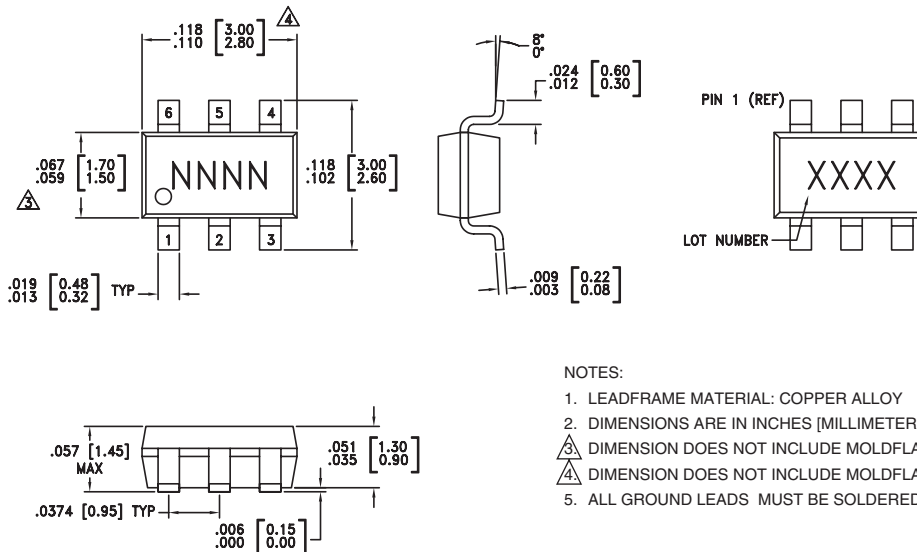 .118 [3.00]
.110 [2.80]
4
6 5 4
.067 [1.70]
.059 [1.50]
3
NNNN
.118 [3.00]
.102 [2.60]
1 2 3
.019 [0.48]
.013 [0.32] TYP
8°
0°
.024 [0.60]
.012 [0.30]
.009 [0.22]
.003 [0.08]
PIN 1 (REF)
XXXX
LOT NUMBER
.057 [1.45]
MAX
.051 [1.30]
.035 [0.90]
.0374 [0.95] TYP
.006 [0.15]
.000 [0.00]
NOTES:
1. LEADFRAME MATERIAL: COPPER ALLOY
2. DIMENSIONS ARE IN INCHES [MILLIMETER
3. DIMENSION DOES NOT INCLUDE MOLDFLA
4. DIMENSION DOES NOT INCLUDE MOLDFLA
5. ALL GROUND LEADS MUST BE SOLDERED